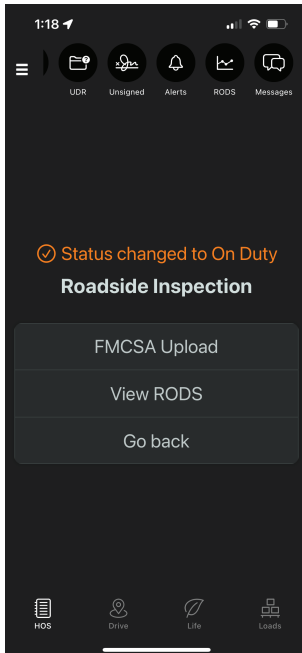 1:18
UDR
Unsigned
Alerts
RODS
Messages
Status changed to On Duty
Roadside Inspection
FMCSA Upload
View RODS
Go back
HOS
Drive
Life
Loads